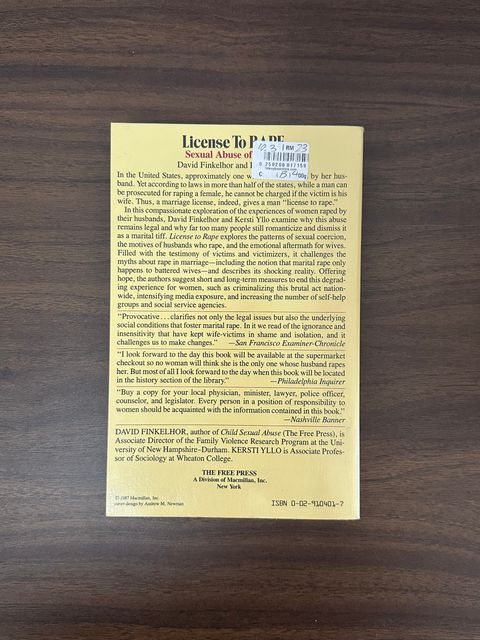 License To RAPE
Sexual Abuse of
David Finkelhor and
10.3 RM 23
C:
In the United States, approximately one by her hus-
band. Yet according to laws in more than half of the states, while a man can be
prosecuted for raping a female, he cannot be charged if the victim is his
wife. Thus, a marriage license, indeed, gives a man "license to rape."
In this compassionate exploration of the experiences of women raped by
their husbands, David Finkelhor and Kersti Yllo examine why this abuse
remains legal and why far too many people still romanticize and dismiss it
as a marital tiff. License to Rape explores the patterns of sexual coercion,
the motives of husbands who rape, and the emotional aftermath for wives.
Filled with the testimony of victims and victimizers, it challenges the
myths about rape in marriage—including the notion that marital rape only
happens to battered wives—and describes its shocking reality. Offering
hope, the authors suggest short and long-term measures to end this degrad-
ing experience for women, such as criminalizing this brutal act nation-
wide, intensifying media exposure, and increasing the number of self-help
groups and social service agencies.
"Provocative . . . clarifies not only the legal issues but also the underlying
social conditions that foster marital rape. In it we read of the ignorance and
insensitivity that have kept wife-victims in shame and isolation, and it
challenges us to make changes." —San Francisco Examiner-Chronicle
"I look forward to the day this book will be available at the supermarket
checkout so no woman will think she is the only one whose husband rapes
her. But most of all I look forward to the day when this book will be located
in the history section of the library." —Philadelphia Inquirer
"Buy a copy for your local physician, minister, lawyer, police officer,
counselor, and legislator. Every person in a position of responsibility to
women should be acquainted with the information contained in this book."
—Nashville Banner
DAVID FINKELHOR, author of Child Sexual Abuse (The Free Press), is
Associate Director of the Family Violence Research Program at the Uni-
versity of New Hampshire–Durham. KERSTI YLLO is Associate Profes-
sor of Sociology at Wheaton College.
THE FREE PRESS
A Division of Macmillan, Inc.
New York
© 1987 Macmillan, Inc.
cover design by Andrew M. Newman
ISBN 0-02-910401-7